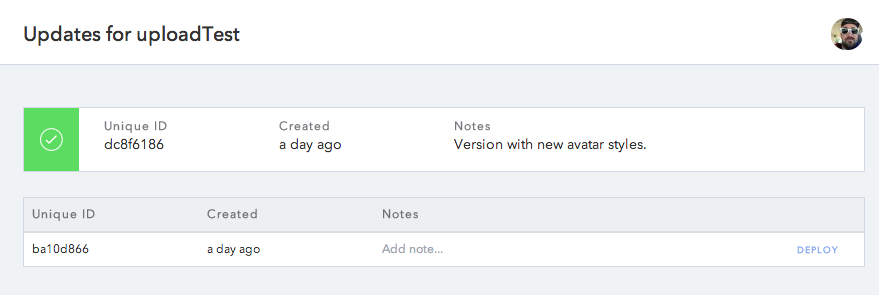 Updates for uploadTest
Unique ID Created Notes
dc8f6186 a day ago Version with new avatar styles.
Unique ID Created Notes
ba10d866 a day ago Add note... DEPLOY